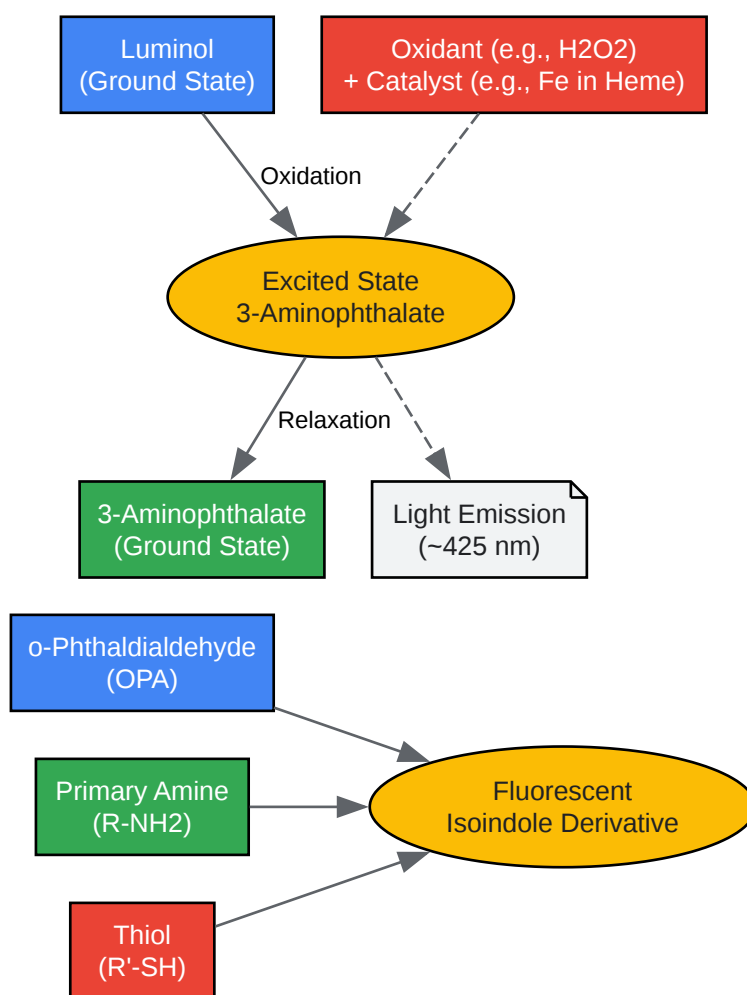 Luminol
(Ground State)
Oxidant (e.g., H2O2)
+ Catalyst (e.g., Fe in Heme)
Oxidation
Excited State
3-Aminophthalate
Relaxation
3-Aminophthalate
(Ground State)
Light Emission
(~425 nm)
o-Phthaldialdehyde
(OPA)
Primary Amine
(R-NH2)
Fluorescent
Isoindole Derivative
Thiol
(R'-SH)